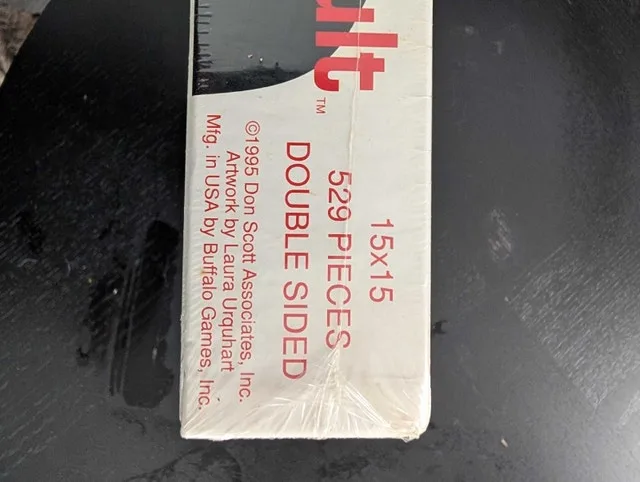 ult™
15x15
529 PIECES
DOUBLE SIDED
©1995 Don Scott Associates, Inc.
Artwork by Laura Urquhart
Mfg. in USA by Buffalo Games, Inc.